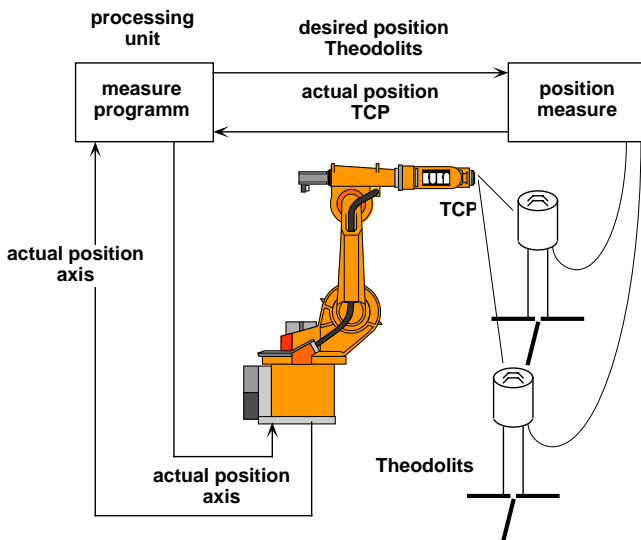 processing
unit
desired position
Theodolits
measure
programm
actual position
TCP
position
measure
TCP
actual position
axis
Theodolits
actual position
axis